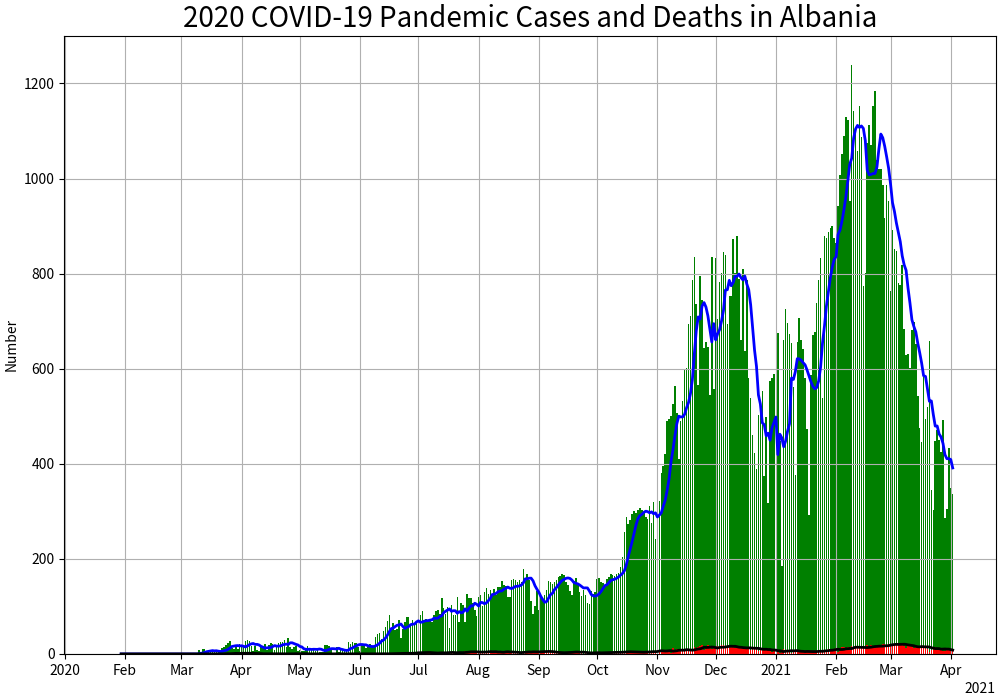 2020 COVID-19 Pandemic Cases and Deaths in Albania
1200
1000
800
600
400
200
0
Number
2020 Feb Mar Apr May Jun Jul Aug Sep Oct Nov Dec 2021 Feb Mar Apr
2021